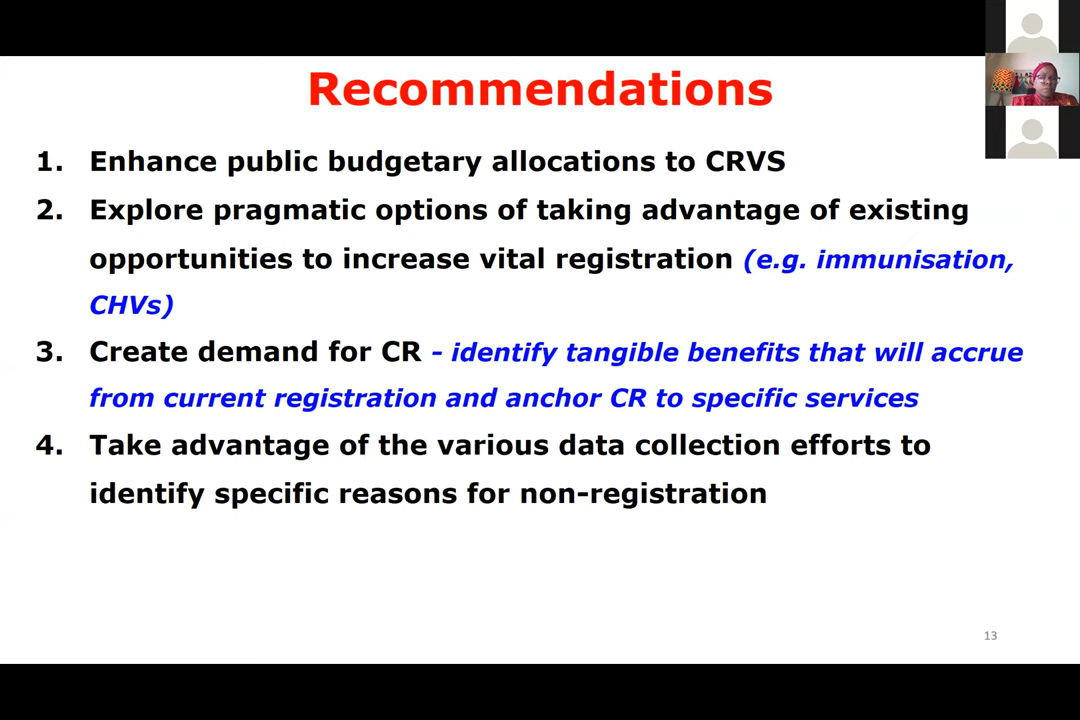 Recommendations
1. Enhance public budgetary allocations to CRVS
2. Explore pragmatic options of taking advantage of existing
opportunities to increase vital registration (e.g. immunisation,
CHVs)
3. Create demand for CR - identify tangible benefits that will accrue
from current registration and anchor CR to specific services
4. Take advantage of the various data collection efforts to
identify specific reasons for non-registration
13